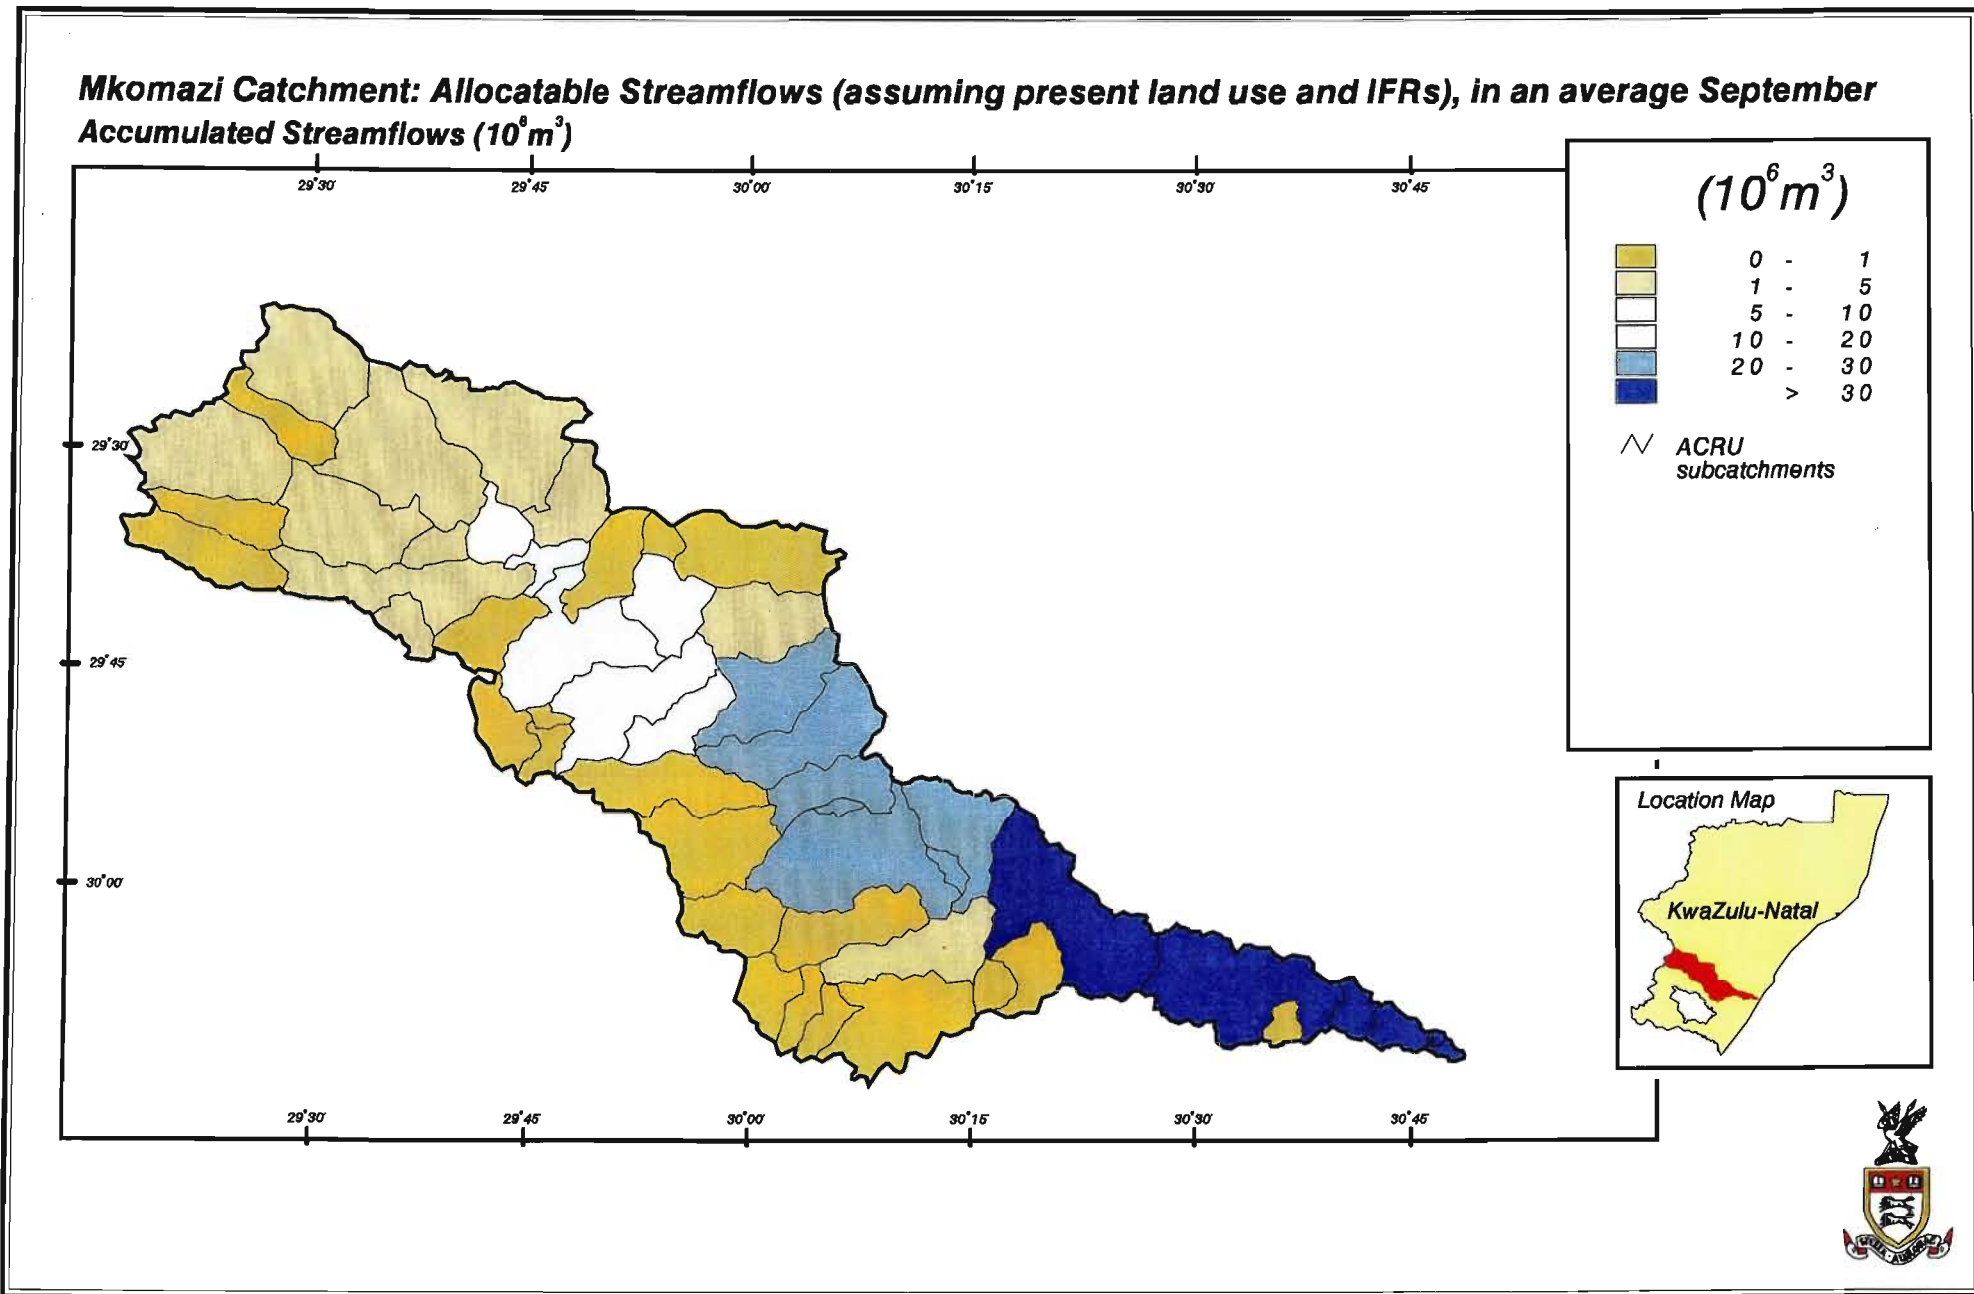 Mkomazi Catchment: Allocatable Streamflows (assuming present land use and IFRs), in an average September
Accumulated Streamflows (10⁶m³)
29°30' 29°45' 30°00' 30°15' 30°30' 30°45'
(10⁶m³)
0 - 1
1 - 5
5 - 10
10 - 20
20 - 30
> 30
ACRU
subcatchments
29°30'
29°45'
30°00'
Location Map
KwaZulu-Natal
29°30' 29°45' 30°00' 30°15' 30°30' 30°45'